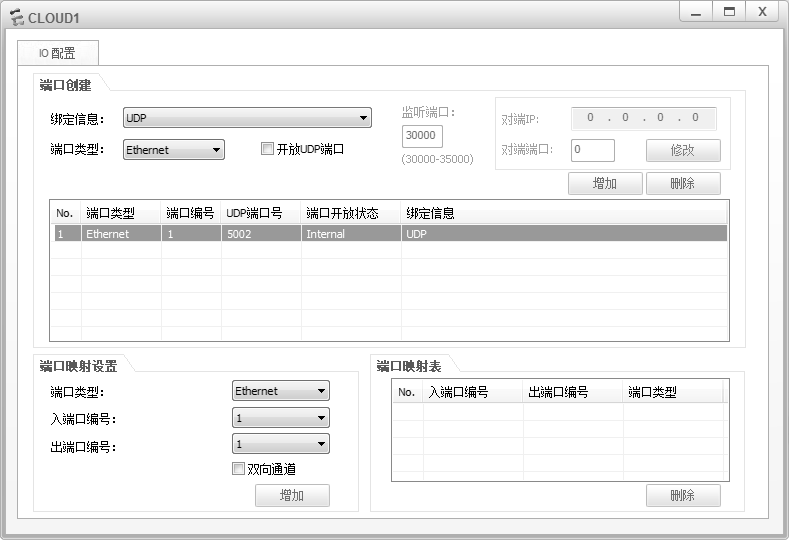 CLOUD1
IO 配置
端口创建
绑定信息： UDP
监听端口：
30000
(30000-35000)
对端IP: 0 . 0 . 0 . 0
端口类型： Ethernet 开放UDP端口
对端端口： 0 修改
增加 删除
No. 端口类型 端口编号 UDP端口号 端口开放状态 绑定信息
1 Ethernet 1 5002 Internal UDP
端口映射设置
端口类型： Ethernet
入端口编号： 1
出端口编号： 1
双向通道
增加
端口映射表
No. 入端口编号 出端口编号 端口类型
删除